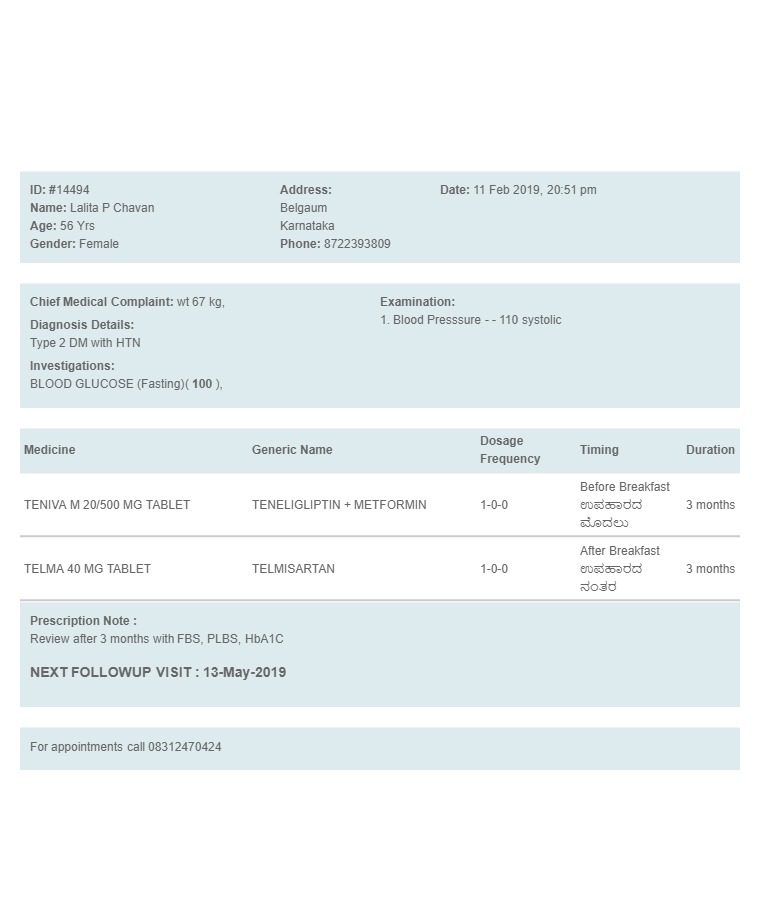 ID: #14494
Name: Lalita P Chavan
Age: 56 Yrs
Gender: Female
Address:
Belgaum
Karnataka
Phone: 8722393809
Date: 11 Feb 2019, 20:51 pm
Chief Medical Complaint: wt 67 kg,
Diagnosis Details:
Type 2 DM with HTN
Investigations:
BLOOD GLUCOSE (Fasting)( 100 ),
Examination:
1. Blood Presssure - - 110 systolic
Medicine Generic Name Dosage Frequency Timing Duration
TENIVA M 20/500 MG TABLET TENELIGLIPTIN + METFORMIN 1-0-0 Before Breakfast ಉಪಹಾರದ ಮೊದಲು 3 months
TELMA 40 MG TABLET TELMISARTAN 1-0-0 After Breakfast ಉಪಹಾರದ ನಂತರ 3 months
Prescription Note :
Review after 3 months with FBS, PLBS, HbA1C
NEXT FOLLOWUP VISIT : 13-May-2019
For appointments call 08312470424